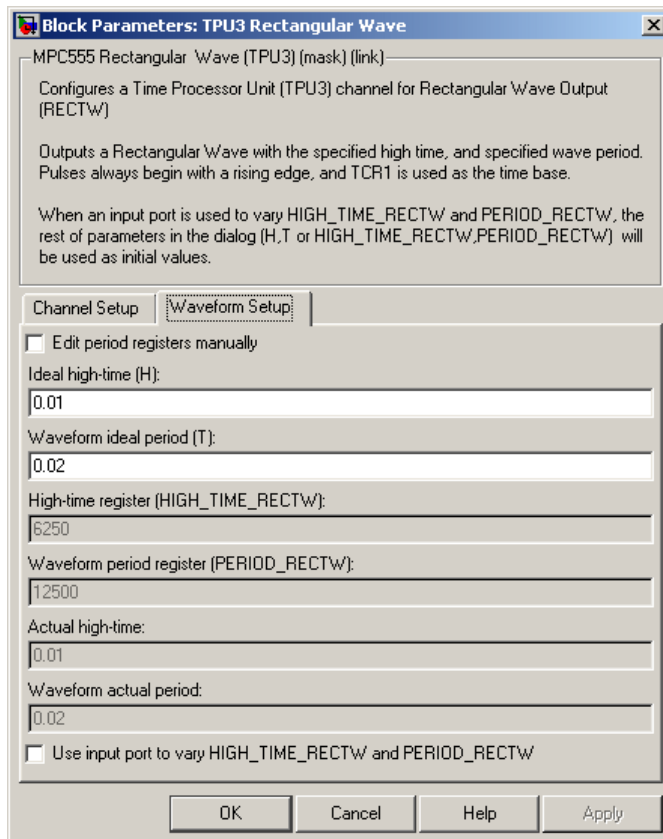 Block Parameters: TPU3 Rectangular Wave
MPC555 Rectangular Wave (TPU3) (mask) (link)
Configures a Time Processor Unit (TPU3) channel for Rectangular Wave Output
(RECTW)
Outputs a Rectangular Wave with the specified high time, and specified wave period.
Pulses always begin with a rising edge, and TCR1 is used as the time base.
When an input port is used to vary HIGH_TIME_RECTW and PERIOD_RECTW, the
rest of parameters in the dialog (H,T or HIGH_TIME_RECTW,PERIOD_RECTW) will
be used as initial values.
Channel Setup Waveform Setup
Edit period registers manually
Ideal high-time (H):
0.01
Waveform ideal period (T):
0.02
High-time register (HIGH_TIME_RECTW):
6250
Waveform period register (PERIOD_RECTW):
12500
Actual high-time:
0.01
Waveform actual period:
0.02
Use input port to vary HIGH_TIME_RECTW and PERIOD_RECTW
OK Cancel Help Apply